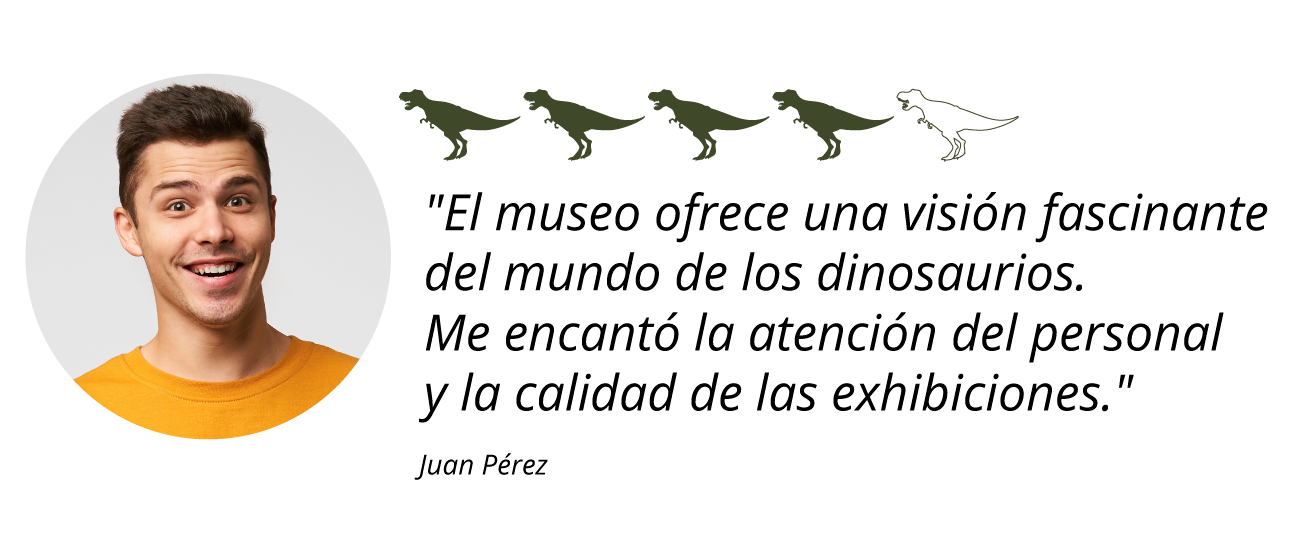 "El museo ofrece una visión fascinante
del mundo de los dinosaurios.
Me encantó la atención del personal
y la calidad de las exhibiciones."
Juan Pérez